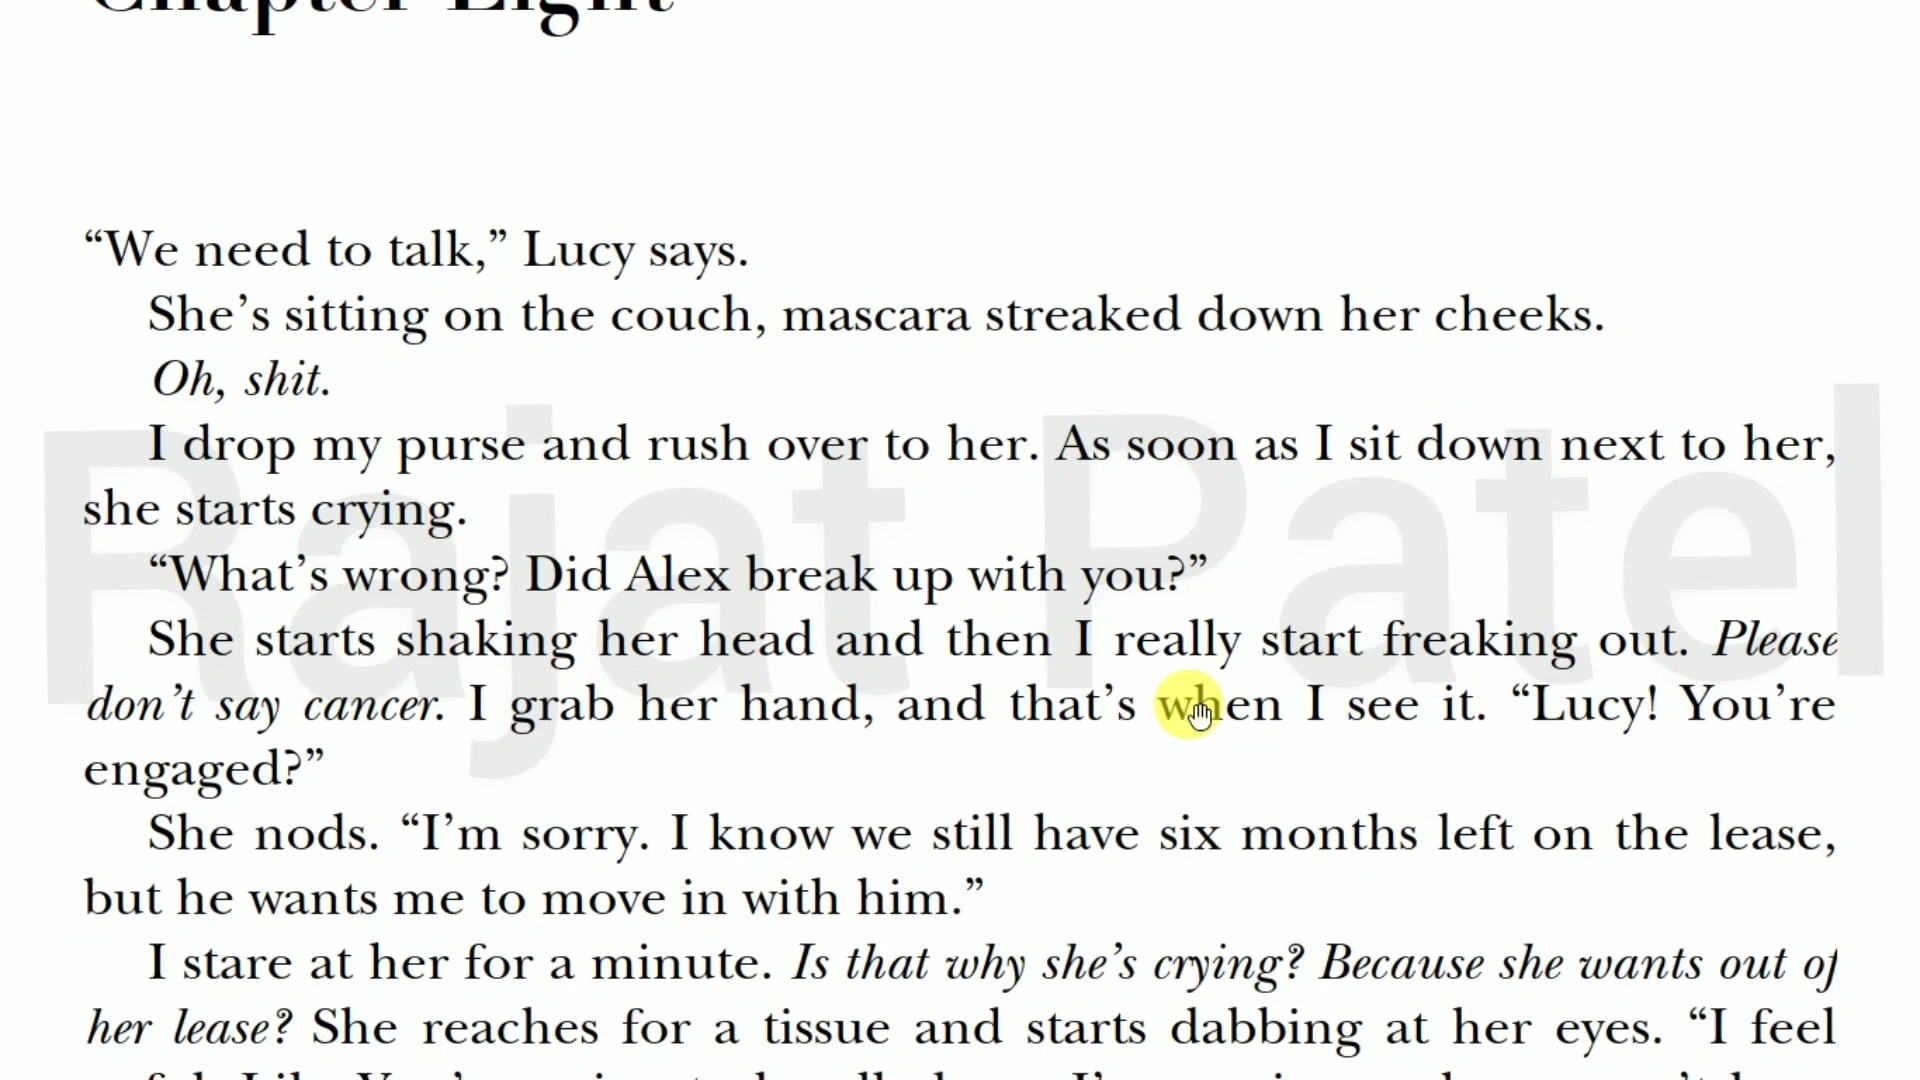 Chapter Eight
“We need to talk,” Lucy says.
She’s sitting on the couch, mascara streaked down her cheeks.
Oh, shit.
I drop my purse and rush over to her. As soon as I sit down next to her,
she starts crying.
“What’s wrong? Did Alex break up with you?”
She starts shaking her head and then I really start freaking out. Please
don’t say cancer. I grab her hand, and that’s when I see it. “Lucy! You’re
engaged?”
She nods. “I’m sorry. I know we still have six months left on the lease,
but he wants me to move in with him.”
I stare at her for a minute. Is that why she’s crying? Because she wants out of
her lease? She reaches for a tissue and starts dabbing at her eyes. “I feel
Rajat Patel